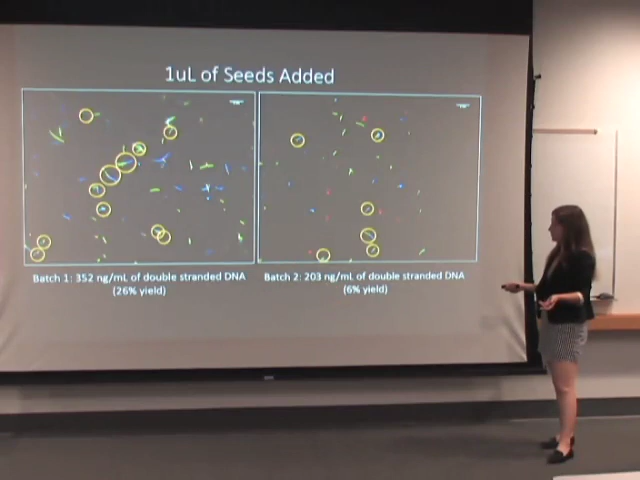 1uL of Seeds Added
Batch 1: 352 ng/mL of double stranded DNA
(26% yield)
Batch 2: 203 ng/mL of double stranded DNA
(6% yield)